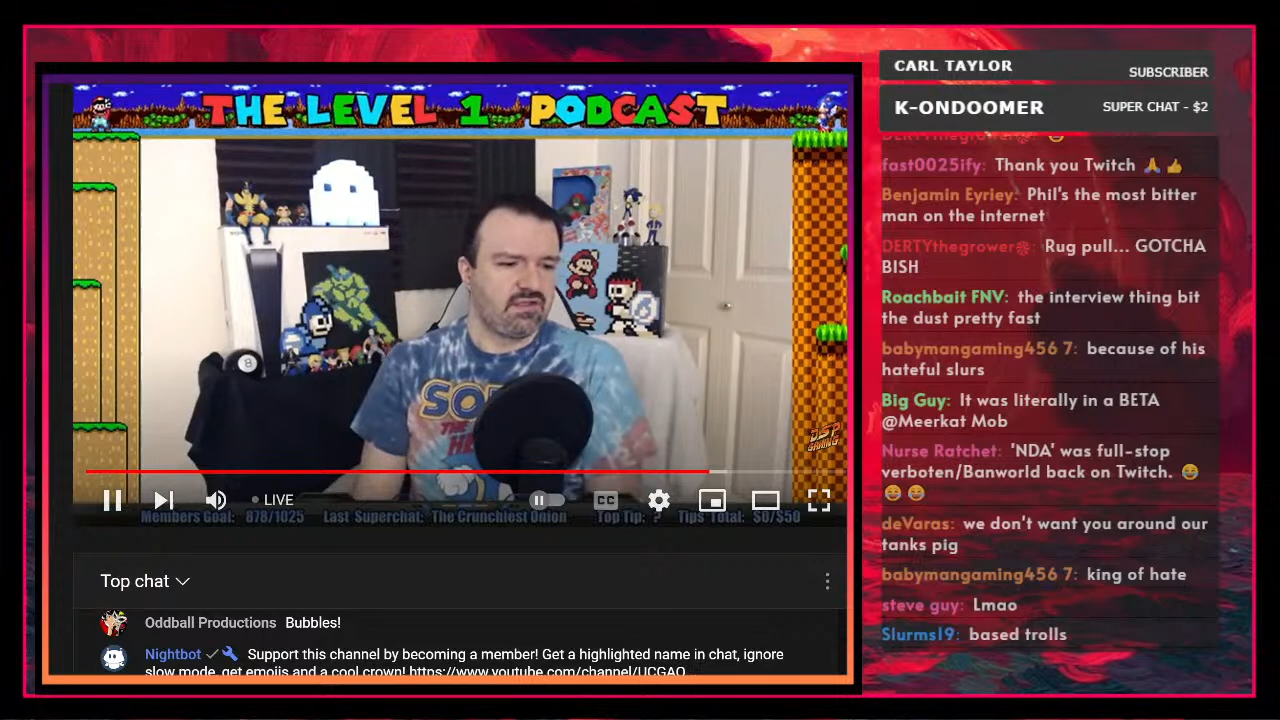 THE LEVEL 1 PODCAST
8
DSP
GAMING
LIVE
CC
Members Goal: 878/1025 Last Superchat: The Crunchiest Onion Top Tip: ? Tips Total: $0/$50
Top chat
Oddball Productions Bubbles!
Nightbot Support this channel by becoming a member! Get a highlighted name in chat, ignore
slow mode, get emojis and a cool crown! https://www.youtube.com/channel/UCGAO...
CARL TAYLOR SUBSCRIBER
K-ONDOOMER SUPER CHAT - $2
DERTYthegrower:
fast0025ify: Thank you Twitch 🙏 👍
Benjamin Eyriey: Phil's the most bitter
man on the internet
DERTYthegrower: Rug pull... GOTCHA
BISH
Roachbait FNV: the interview thing bit
the dust pretty fast
babymangaming456 7: because of his
hateful slurs
Big Guy: It was literally in a BETA
@Meerkat Mob
Nurse Ratchet: 'NDA' was full-stop
verboten/Banworld back on Twitch. 😂
😂 😂
deVaras: we don't want you around our
tanks pig
babymangaming456 7: king of hate
steve guy: Lmao
Slurms19: based trolls